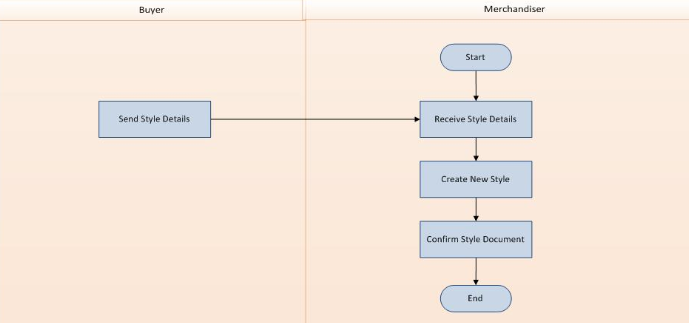 Buyer
Merchandiser
Start
Send Style Details
Receive Style Details
Create New Style
Confirm Style Document
End